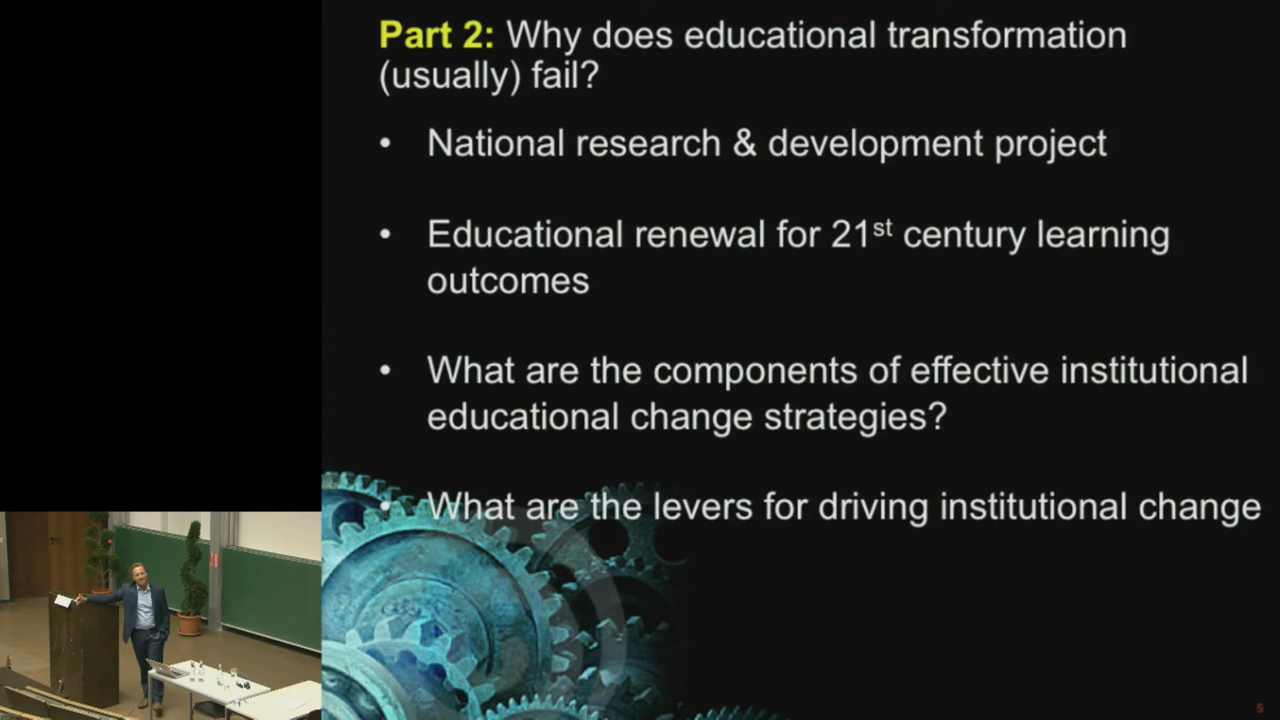 Part 2: Why does educational transformation
(usually) fail?
• National research & development project
• Educational renewal for 21st century learning
outcomes
• What are the components of effective institutional
educational change strategies?
• What are the levers for driving institutional change
5